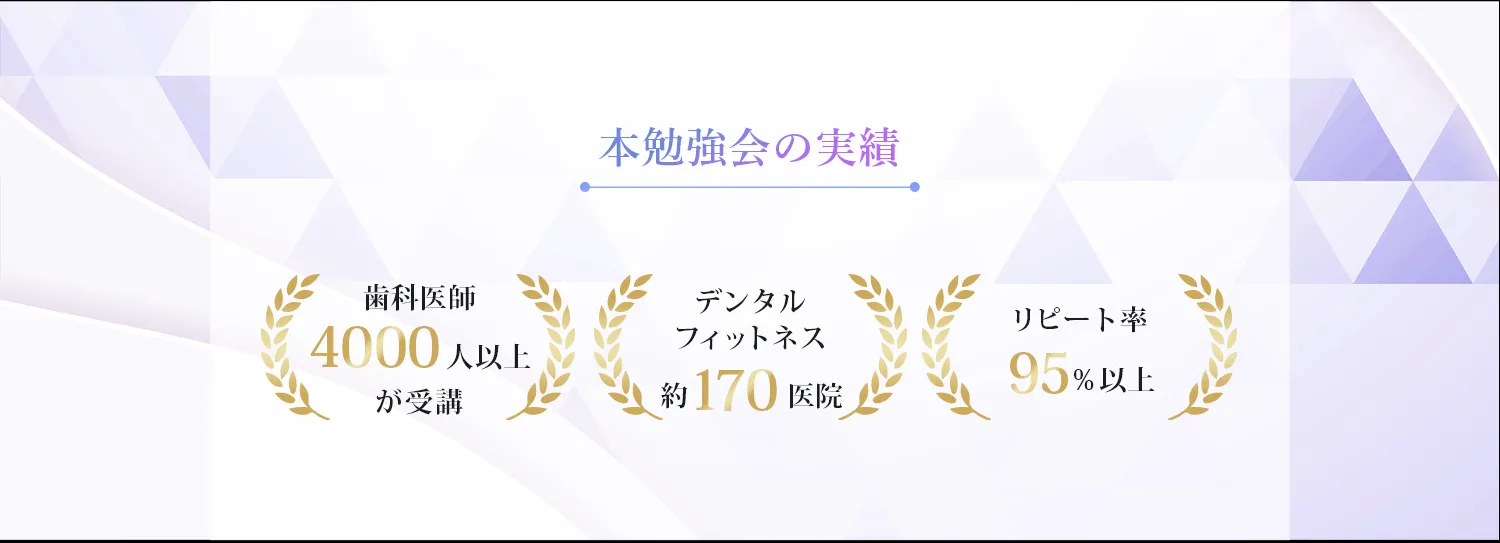 本勉強会の実績
歯科医師
4000人以上
が受講
デンタル
フィットネス
約170医院
リピート率
95%以上